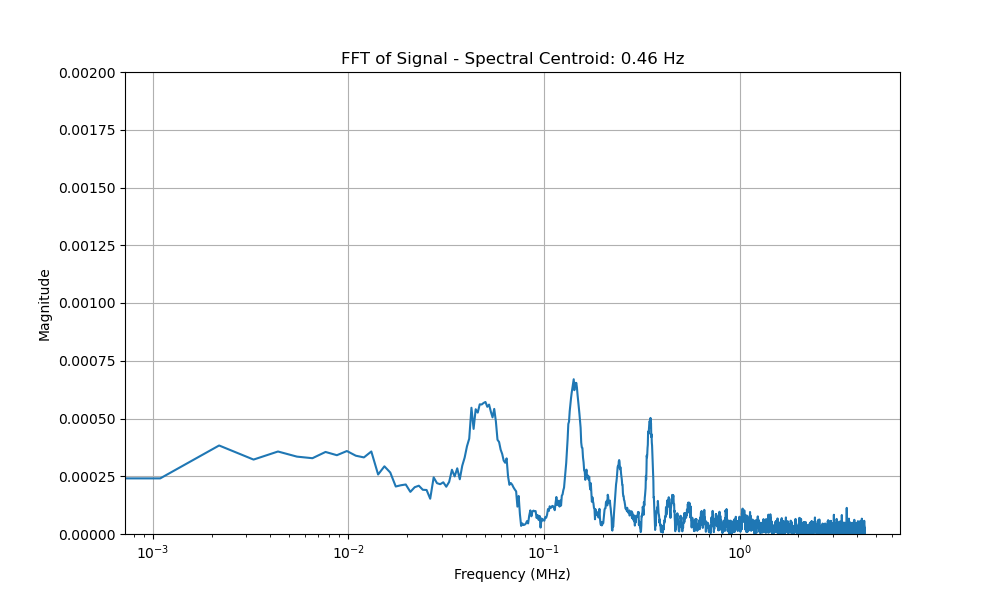 FFT of Signal - Spectral Centroid: 0.46 Hz
0.00200
0.00175
0.00150
0.00125
0.00100
0.00075
0.00050
0.00025
0.00000
Magnitude
10⁻³ 10⁻² 10⁻¹ 10⁰
Frequency (MHz)